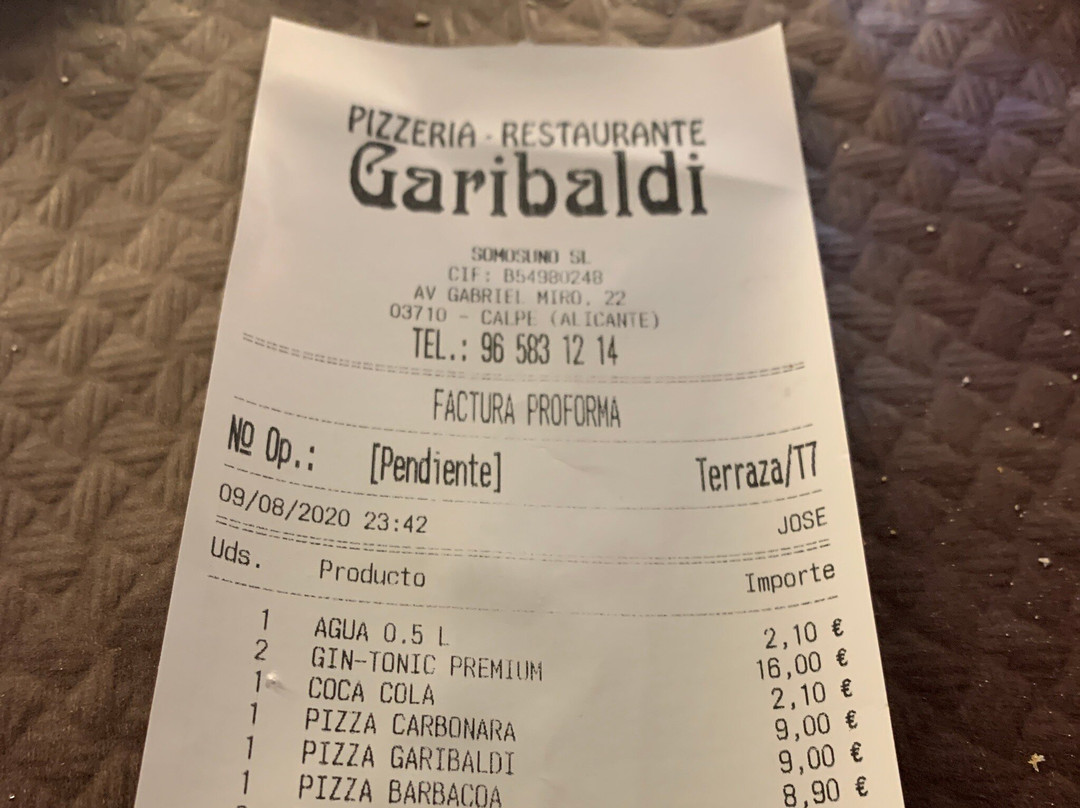 PIZZERIA - RESTAURANTE
Garibaldi
SOMOSUNO SL
CIF: B54980248
AV GABRIEL MIRO, 22
03710 - CALPE (ALICANTE)
TEL.: 96 583 12 14
FACTURA PROFORMA
Nº Op.: [Pendiente] Terraza/T7
09/08/2020 23:42 JOSE
Uds. Producto Importe
1 AGUA 0.5 L 2,10 €
2 GIN-TONIC PREMIUM 16,00 €
1 COCA COLA 2,10 €
1 PIZZA CARBONARA 9,00 €
1 PIZZA GARIBALDI 9,00 €
1 PIZZA BARBACOA 8,90 €